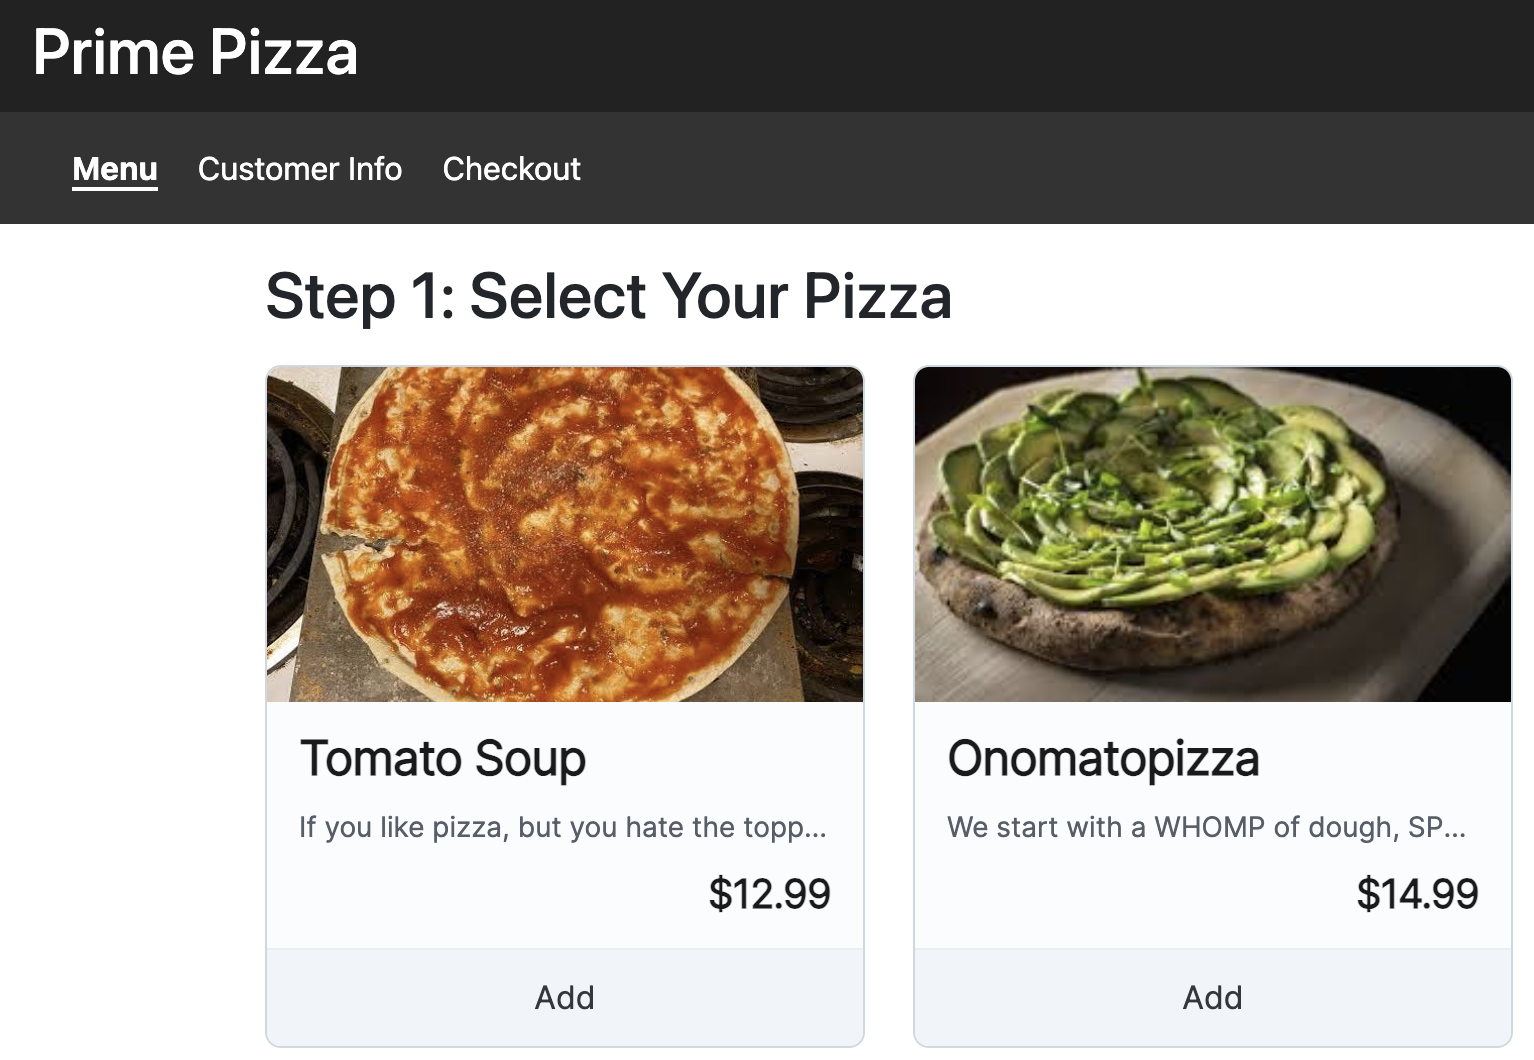 Prime Pizza
Menu Customer Info Checkout
Step 1: Select Your Pizza
Tomato Soup
If you like pizza, but you hate the topp...
$12.99
Add
Onomatopizza
We start with a WHOMP of dough, SP...
$14.99
Add